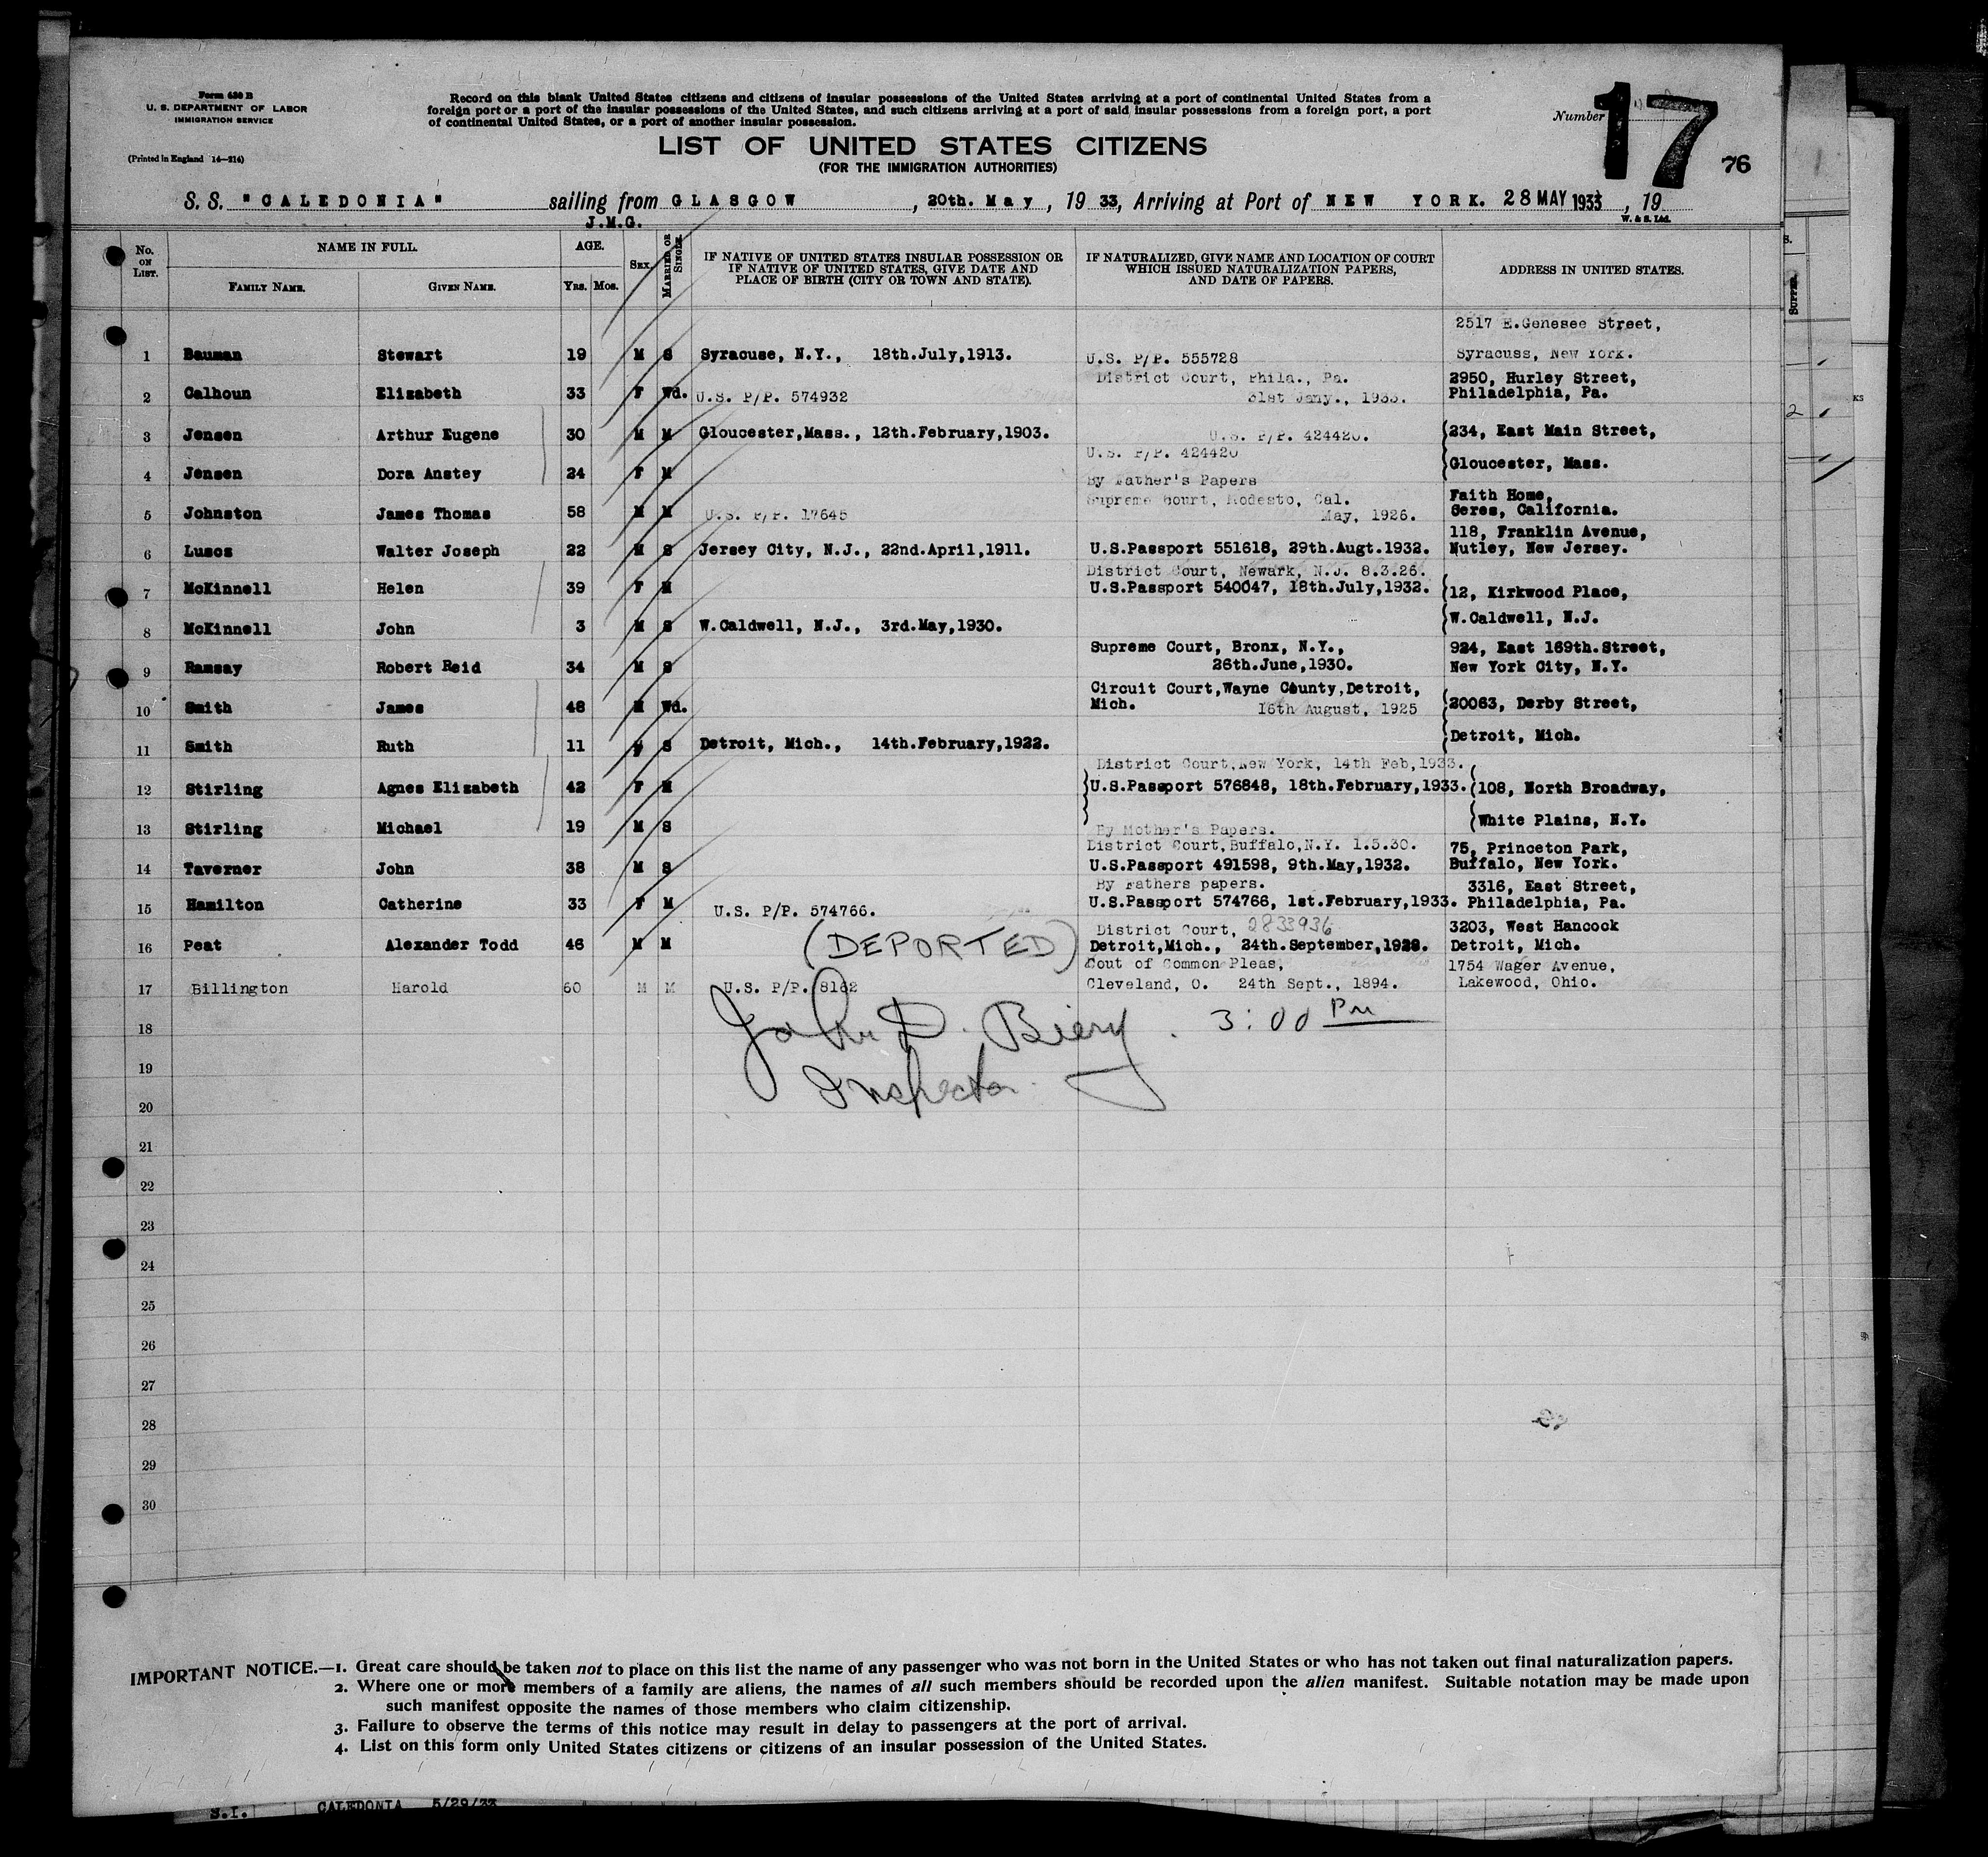 Form 430 B
U. S. DEPARTMENT OF LABOR
IMMIGRATION SERVICE
(Printed in England 14—214)
Record on this blank United States citizens and citizens of insular possessions of the United States arriving at a port of continental United States from a
foreign port or a port of the insular possessions of the United States, and such citizens arriving at a port of said insular possessions from a foreign port, a port
of continental United States, or a port of another insular possession.
Number 17
76
LIST OF UNITED STATES CITIZENS
(FOR THE IMMIGRATION AUTHORITIES)
S. S. "CALEDONIA" sailing from GLASGOW, 20th. May, 1933, Arriving at Port of NEW YORK. 28 MAY 1933, 19
J.M.G.
W. & S. Ltd.
No. ON LIST. NAME IN FULL. AGE. SEX. MARRIED OR SINGLE. IF NATIVE OF UNITED STATES INSULAR POSSESSION OR IF NATIVE OF UNITED STATES, GIVE DATE AND PLACE OF BIRTH (CITY OR TOWN AND STATE). IF NATURALIZED, GIVE NAME AND LOCATION OF COURT WHICH ISSUED NATURALIZATION PAPERS, AND DATE OF PAPERS. ADDRESS IN UNITED STATES.
FAMILY NAME. GIVEN NAME. Yrs. Mos.
2517 E.Genesee Street,
1 Bauman Stewart 19 M S Syracuse, N.Y., 18th.July,1913. U.S. P/P. 555728 Syracuss, New York.
District Court, Phila., Pa. 2950, Hurley Street,
2 Calhoun Elizabeth 33 F Wd. U.S. P/P. 574932 31st Jany., 1933. Philadelphia, Pa.
3 Jensen Arthur Eugene 30 M M Gloucester,Mass., 12th.February,1903. U.S. P/P. 424420. 234, East Main Street,
U.S. P/P. 424420
4 Jensen Dora Anstey 24 F M By Father's Papers Gloucester, Mass.
Supreme Court, Modesto, Cal. Faith Home,
5 Johnston James Thomas 58 M M U.S. P/P. 17645 May, 1926. Seres, California.
118, Franklin Avenue,
6 Lusos Walter Joseph 22 M S Jersey City, N.J., 22nd.April,1911. U.S.Passport 551618, 29th.Augt.1932. Nutley, New Jersey.
District Court, Newark, N.J. 8.3.26.
7 McKinnell Helen 39 F M U.S.Passport 540047, 18th.July,1932. 12, Kirkwood Place,
8 McKinnell John 3 M S W.Caldwell, N.J., 3rd.May,1930. W.Caldwell, N.J.
Supreme Court, Bronx, N.Y., 924, East 169th.Street,
9 Ramsay Robert Reid 34 M S 26th.June,1930. New York City, N.Y.
Circuit Court,Wayne County,Detroit,
10 Smith James 48 M Wd. Mich. 16th August, 1925 20063, Derby Street,
11 Smith Ruth 11 F S Detroit, Mich., 14th.February,1922. Detroit, Mich.
District Court,New York, 14th Feb,1933.
12 Stirling Agnes Elizabeth 42 F M U.S.Passport 576848, 18th.February,1933. 108, North Broadway,
13 Stirling Michael 19 M S By Mother's Papers. White Plains, N.Y.
District Court,Buffalo,N.Y. 1.5.30. 75, Princeton Park,
14 Taverner John 38 M S U.S.Passport 491598, 9th.May,1932. Buffalo, New York.
By Fathers papers. 3316, East Street,
15 Hamilton Catherine 33 F M U.S. P/P. 574766. U.S.Passport 574766, 1st.February,1933. Philadelphia, Pa.
District Court, 2833936 3203, West Hancock
16 Peat Alexander Todd 46 M M (DEPORTED) Detroit,Mich., 24th.September,1928. Detroit, Mich.
Cout of Common Pleas, 1754 Wager Avenue,
17 Billington Harold 60 M M U.S. P/P. 8162 Cleveland, O. 24th Sept., 1894. Lakewood, Ohio.
18 John D. Biery. 3:00 PM
19 Inspector
20
21
22
23
24
25
26
27
28
29
30
IMPORTANT NOTICE.—1. Great care should be taken not to place on this list the name of any passenger who was not born in the United States or who has not taken out final naturalization papers.
2. Where one or more members of a family are aliens, the names of all such members should be recorded upon the alien manifest. Suitable notation may be made upon
such manifest opposite the names of those members who claim citizenship.
3. Failure to observe the terms of this notice may result in delay to passengers at the port of arrival.
4. List on this form only United States citizens or citizens of an insular possession of the United States.
S.I. CALEDONIA 5/29/33